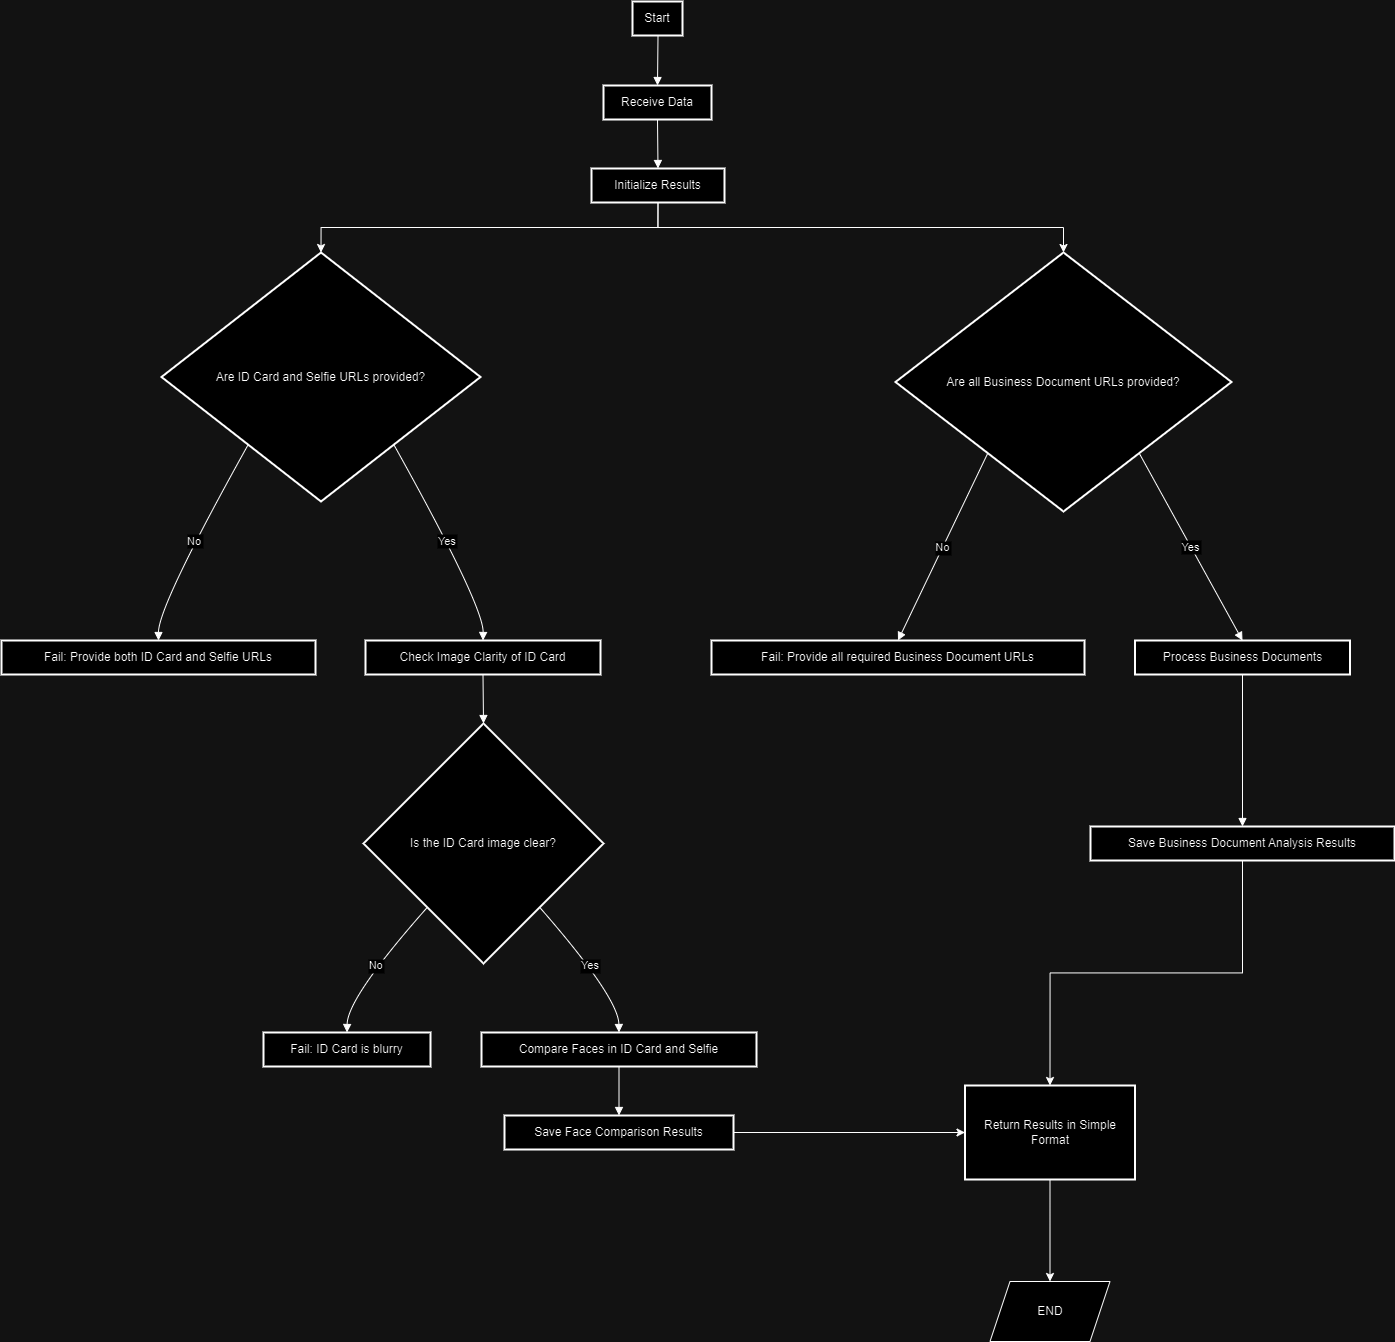 Start
Receive Data
Initialize Results
Are ID Card and Selfie URLs provided?
Are all Business Document URLs provided?
No
Yes
No
Yes
Fail: Provide both ID Card and Selfie URLs
Check Image Clarity of ID Card
Fail: Provide all required Business Document URLs
Process Business Documents
Is the ID Card image clear?
Save Business Document Analysis Results
No
Yes
Fail: ID Card is blurry
Compare Faces in ID Card and Selfie
Save Face Comparison Results
Return Results in Simple
Format
END